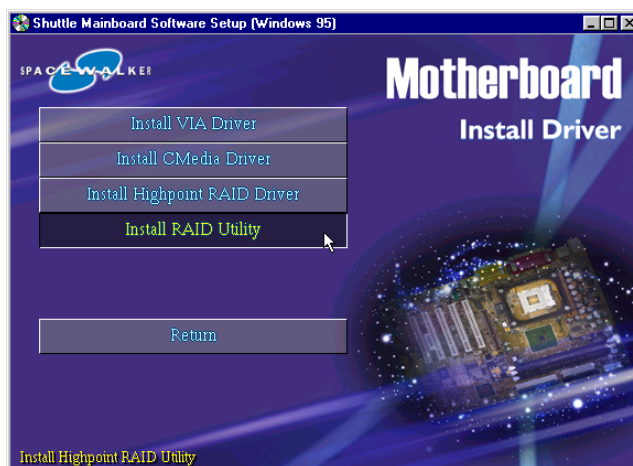 Shuttle Mainboard Software Setup (Windows 95)
SPACEWALKER
Motherboard
Install Driver
Install VIA Driver
Install CMedia Driver
Install Highpoint RAID Driver
Install RAID Utility
Return
Install Highpoint RAID Utility